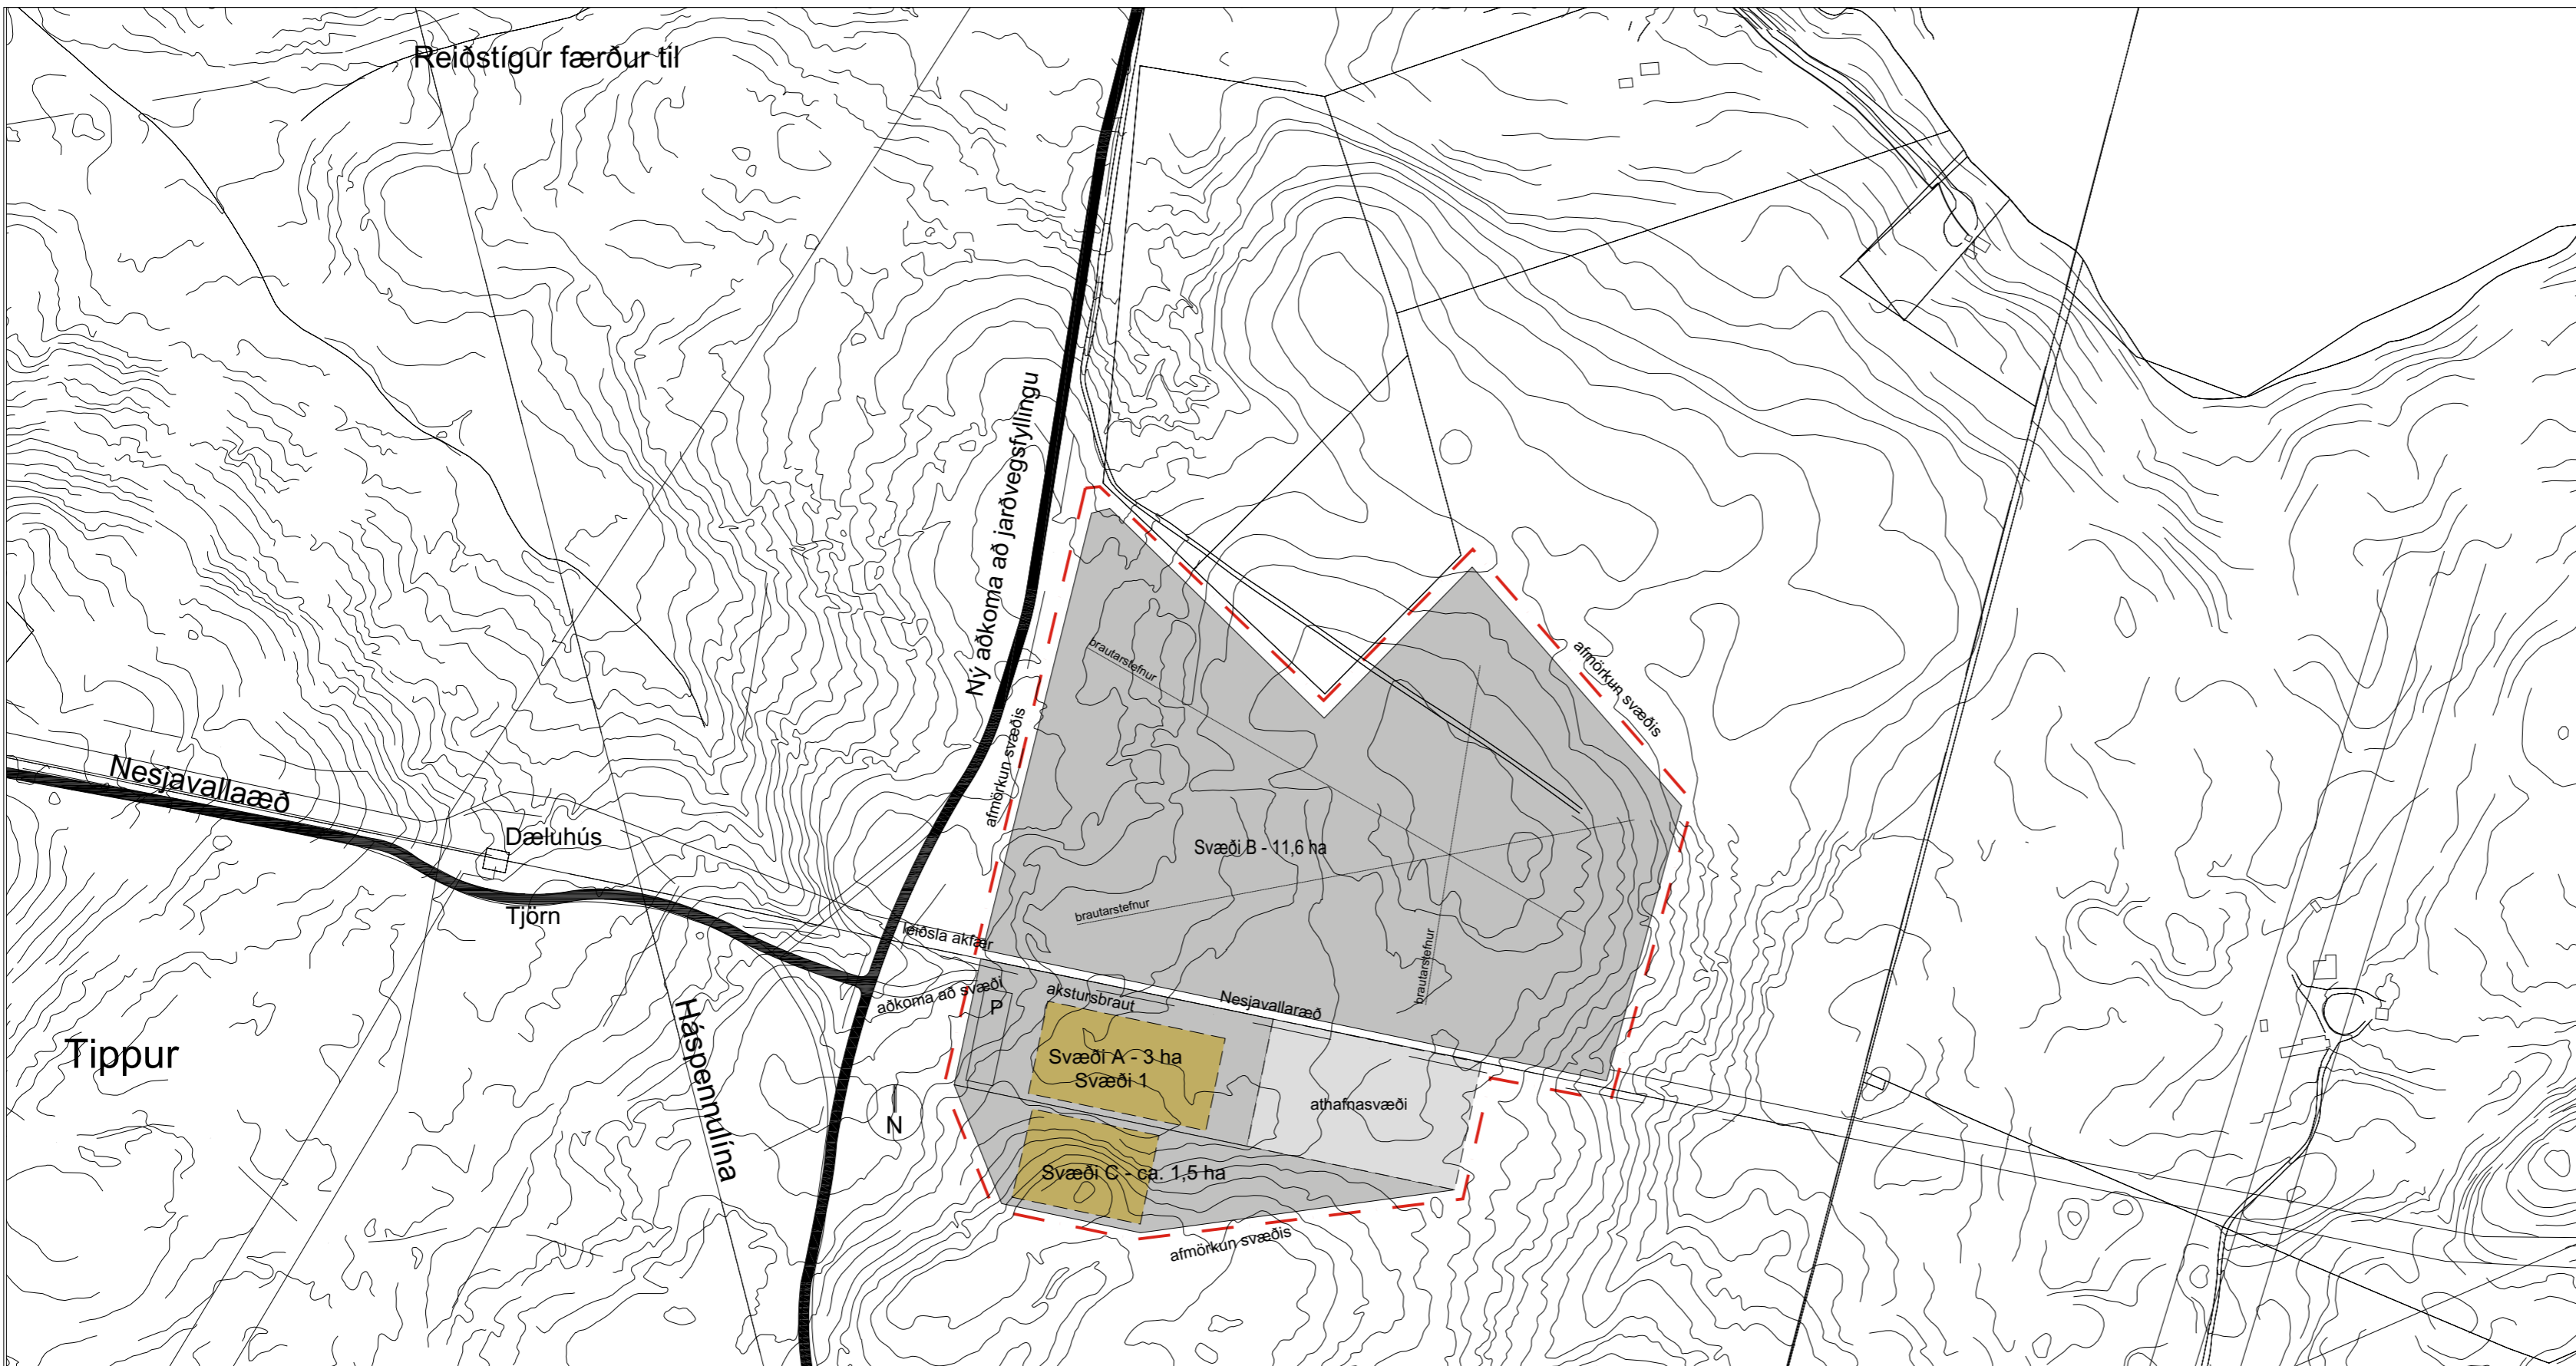 Reiðstígur færður til
Ný aðkoma að jarðvegsfyllingu
brautarstefnur
afmörkun svæðis
afmörkun svæðis
Nesjavallaæð
Dæluhús
Svæði B - 11,6 ha
Tjörn
brautarstefnur
leiðsla akfær
brautarstefnur
aðkoma að svæði
P
akstursbraut
Nesjavallaræð
Háspennulína
Tippur
Svæði A - 3 ha
Svæði 1
athafnasvæði
N
Svæði C - ca. 1,5 ha
afmörkun svæðis